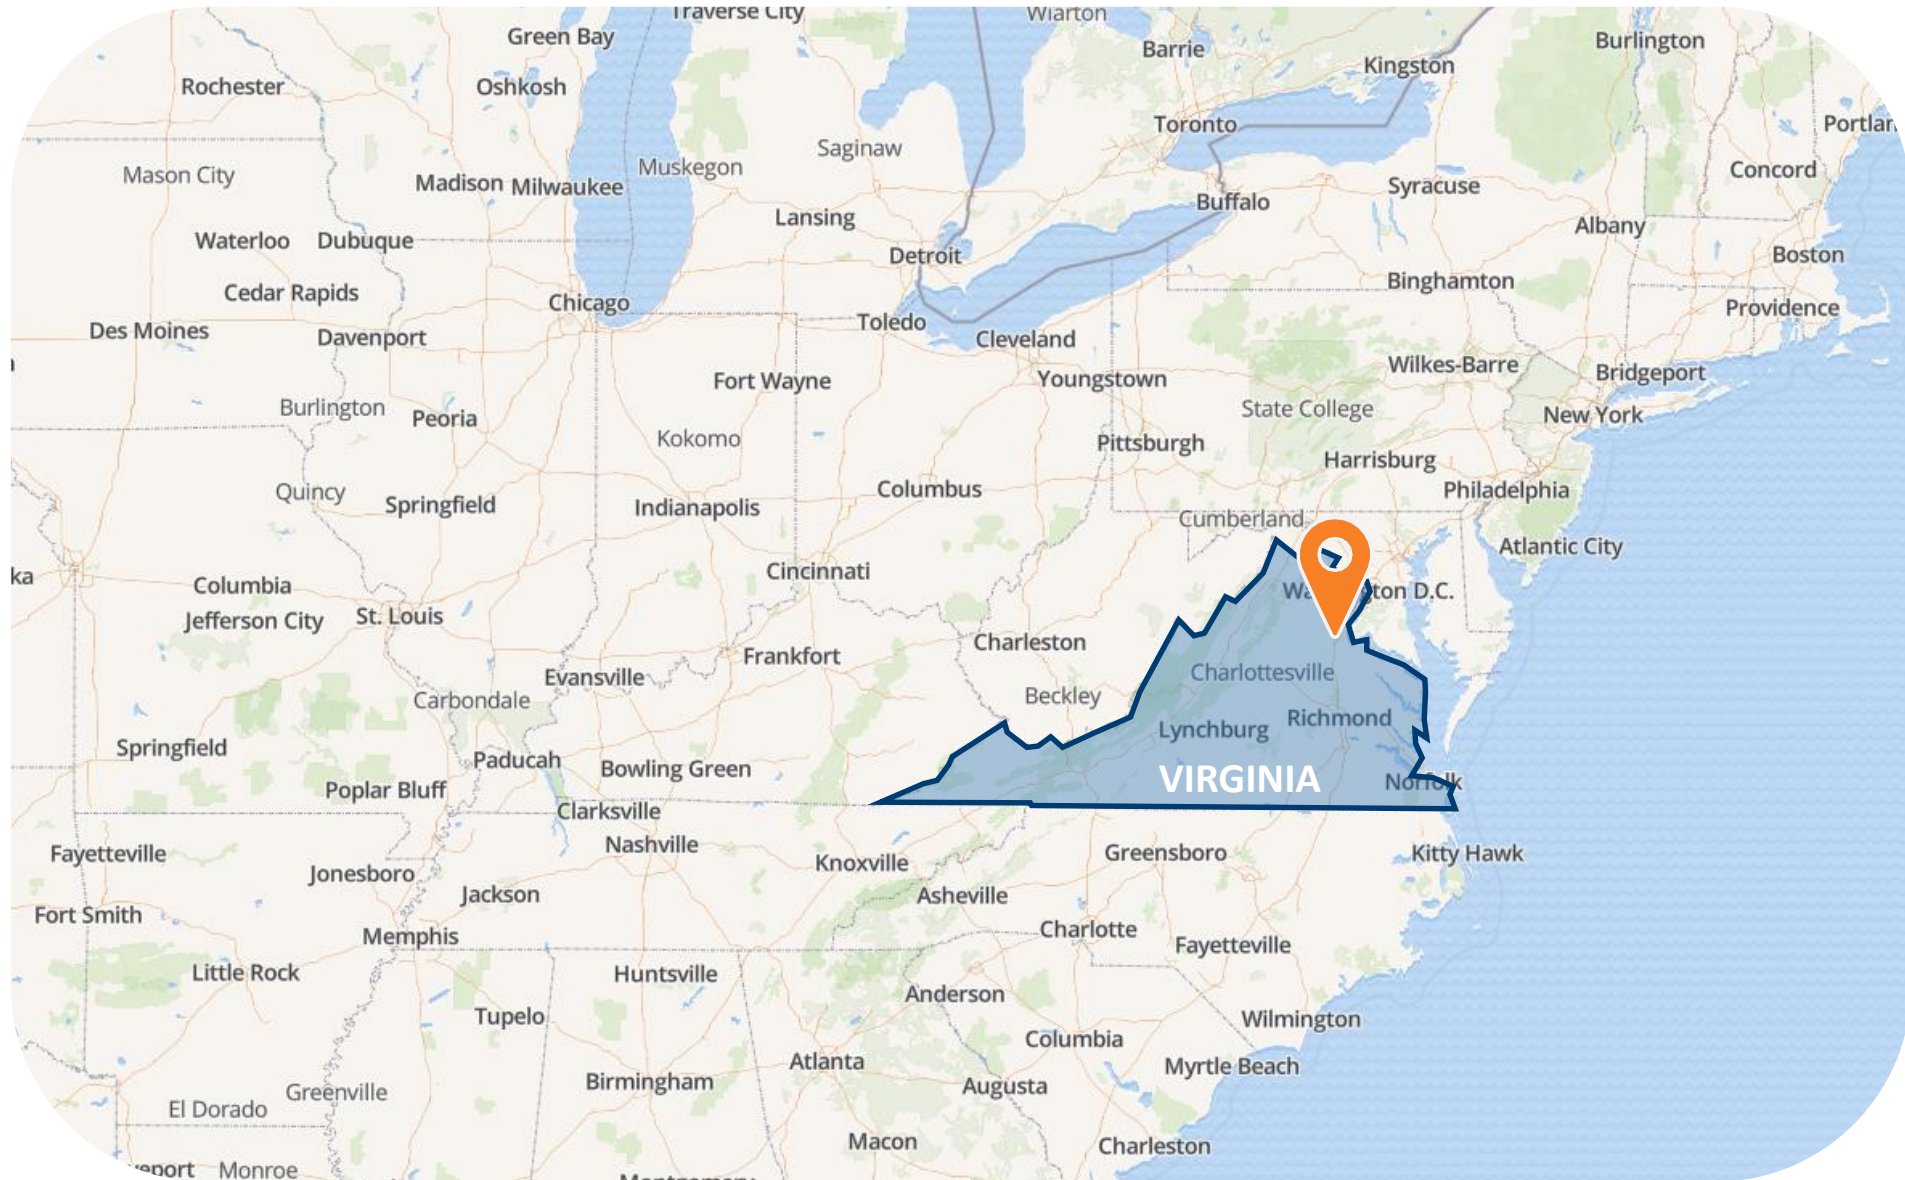 Traverse City
Wiarton
Green Bay
Barrie
Burlington
Kingston
Rochester
Oshkosh
Toronto
Portlan
Saginaw
Mason City
Muskegon
Concord
Madison
Milwaukee
Syracuse
Buffalo
Lansing
Albany
Waterloo
Dubuque
Detroit
Boston
Binghamton
Cedar Rapids
Chicago
Providence
Des Moines
Davenport
Toledo
Cleveland
Wilkes-Barre
Bridgeport
Fort Wayne
Youngstown
Burlington
Peoria
State College
New York
Kokomo
Pittsburgh
Harrisburg
Quincy
Springfield
Indianapolis
Columbus
Philadelphia
Cumberland
Atlantic City
ka
Columbia
Cincinnati
Wa gton D.C.
Jefferson City
St. Louis
Charleston
Frankfort
Evansville
Charlottesville
Carbondale
Beckley
Richmond
Lynchburg
Springfield
Paducah
Bowling Green
VIRGINIA
Norfolk
Poplar Bluff
Clarksville
Nashville
Fayetteville
Jonesboro
Knoxville
Greensboro
Kitty Hawk
Jackson
Asheville
Fort Smith
Memphis
Charlotte
Fayetteville
Little Rock
Huntsville
Anderson
Tupelo
Wilmington
Columbia
Atlanta
Myrtle Beach
Birmingham
Augusta
Greenville
El Dorado
Macon
Charleston
veport
Monroe
Montgomery